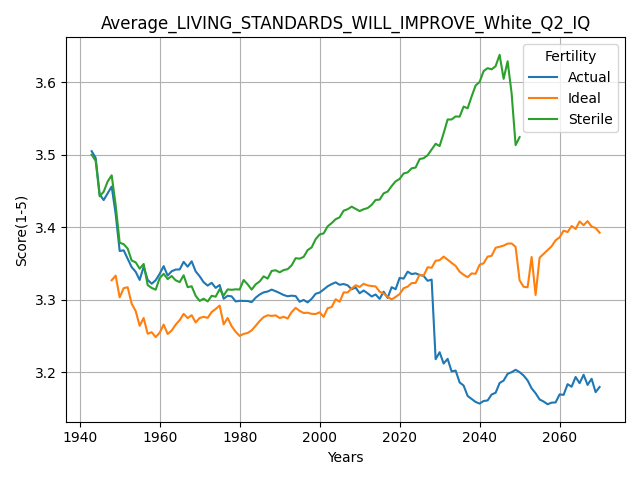 Average_LIVING_STANDARDS_WILL_IMPROVE_White_Q2_IQ
Fertility
Actual
Ideal
Sterile
Score(1-5)
3.6
3.5
3.4
3.3
3.2
1940 1960 1980 2000 2020 2040 2060
Years